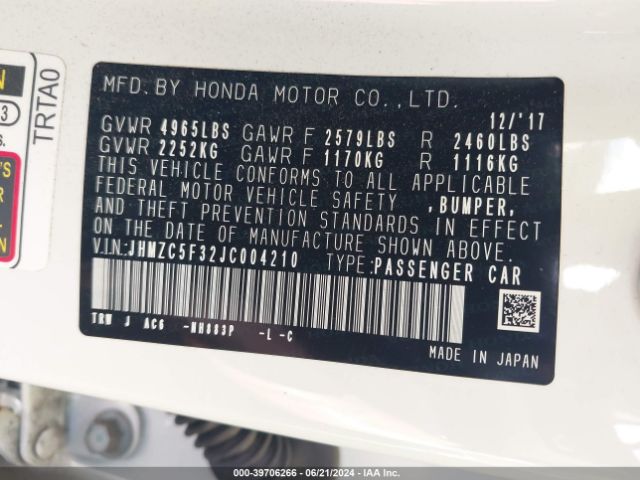 N
3
S.
'S
R
R
N
TRTA0
MFD. BY HONDA MOTOR CO.,LTD. 12/'17
GVWR 4965LBS GAWR F 2579LBS R 2460LBS
GVWR 2252KG GAWR F 1170KG R 1116KG
THIS VEHICLE CONFORMS TO ALL APPLICABLE
FEDERAL MOTOR VEHICLE SAFETY ,BUMPER,
AND THEFT PREVENTION STANDARDS IN EFFECT
ON THE DATE OF MANUFACTURE SHOWN ABOVE.
V.I.N:JHMZC5F32JC004210 TYPE:PASSENGER CAR
TRW J AC6 -NH883P -L -C
MADE IN JAPAN
000-39706266 - 06/21/2024 - IAA Inc.